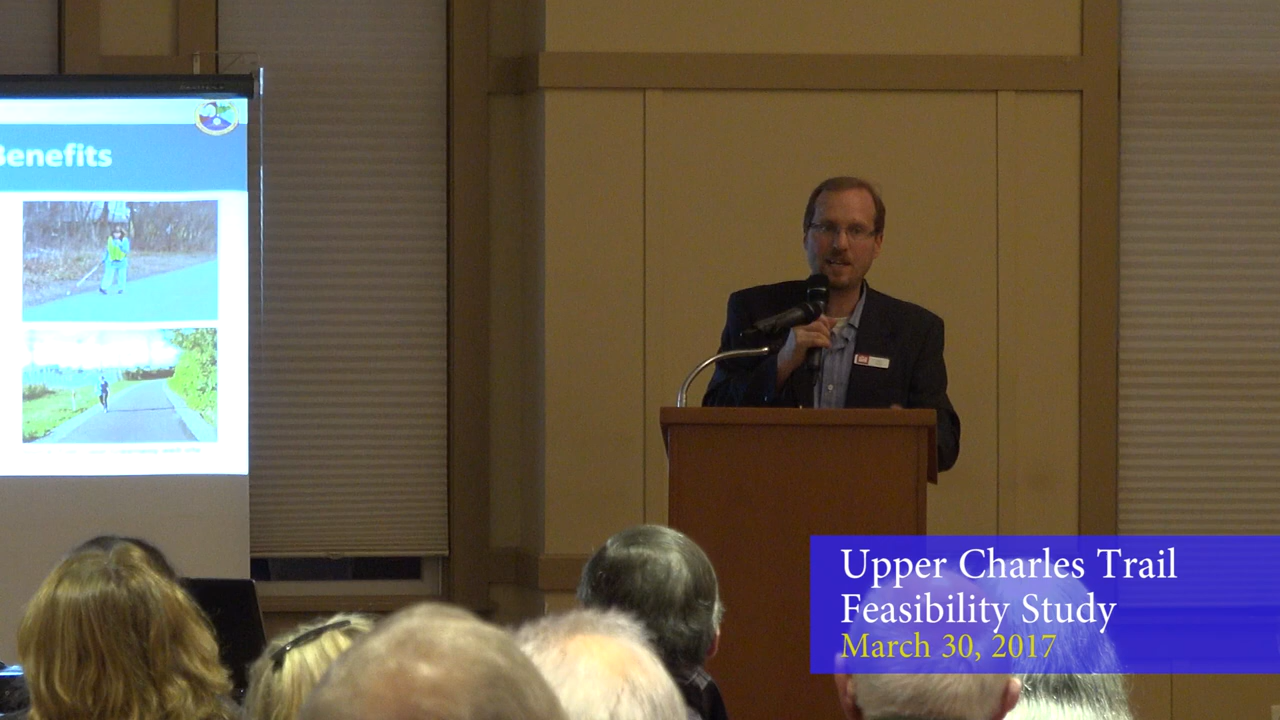 Benefits
Upper Charles Trail
Feasibility Study
March 30, 2017